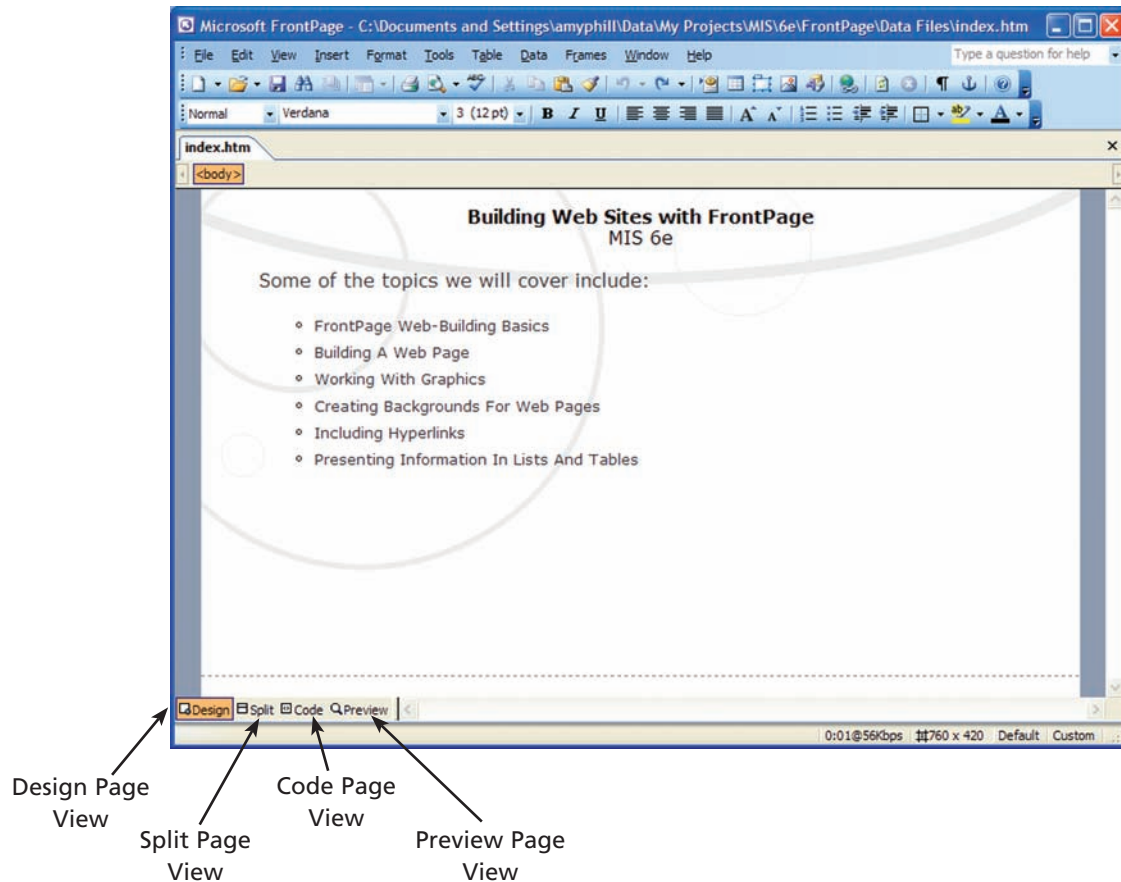 Microsoft FrontPage - C:\Documents and Settings\amyphill\Data\My Projects\MIS\6e\FrontPage\Data Files\index.htm
File Edit View Insert Format Tools Table Data Frames Window Help Type a question for help
Normal Verdana 3 (12 pt) B I U A A ab A
index.htm
<body>
Building Web Sites with FrontPage
MIS 6e
Some of the topics we will cover include:
FrontPage Web-Building Basics
Building A Web Page
Working With Graphics
Creating Backgrounds For Web Pages
Including Hyperlinks
Presenting Information In Lists And Tables
Design Split Code Preview
0:01@56Kbps 760 x 420 Default Custom
Design Page
View
Split Page
View
Code Page
View
Preview Page
View